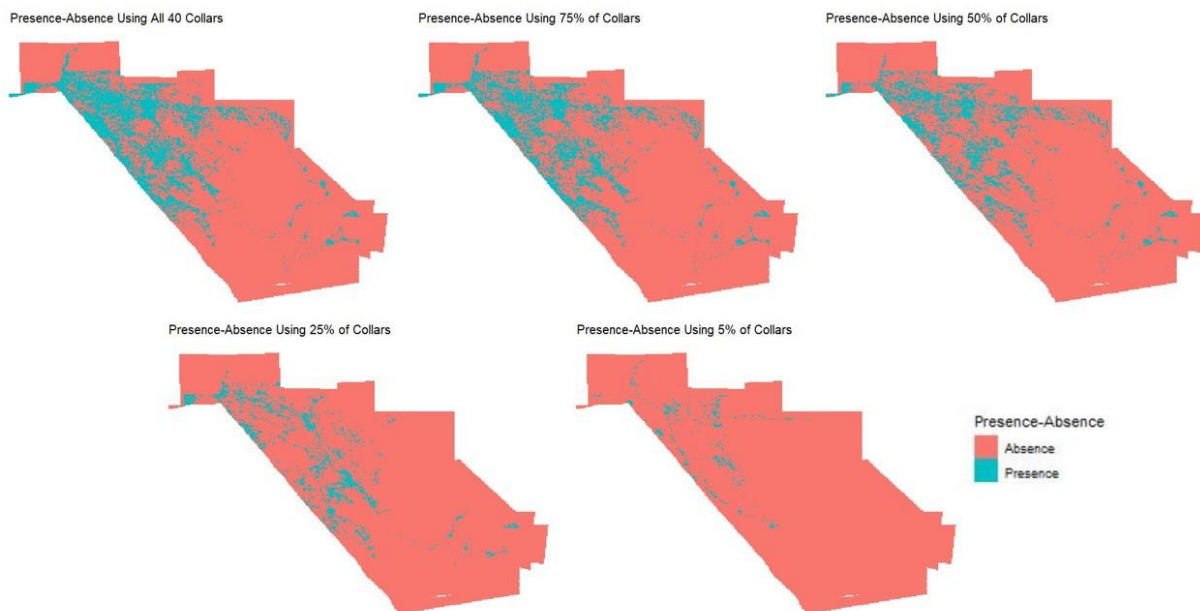 Presence-Absence Using All 40 Collars
Presence-Absence Using 75% of Collars
Presence-Absence Using 50% of Collars
Presence-Absence Using 25% of Collars
Presence-Absence Using 5% of Collars
Presence-Absence
Absence
Presence